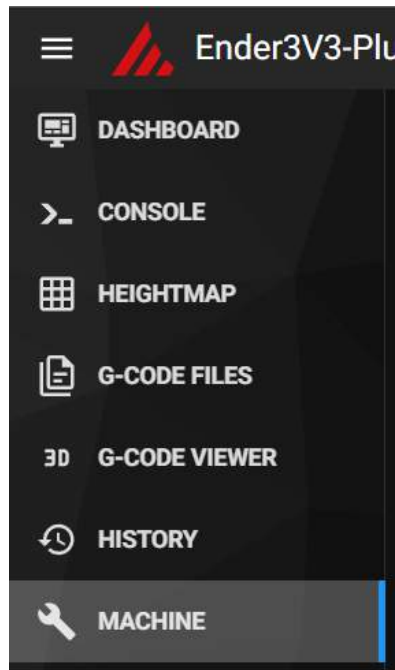 Ender3V3-Plu
DASHBOARD
CONSOLE
HEIGHTMAP
G-CODE FILES
3D G-CODE VIEWER
HISTORY
MACHINE